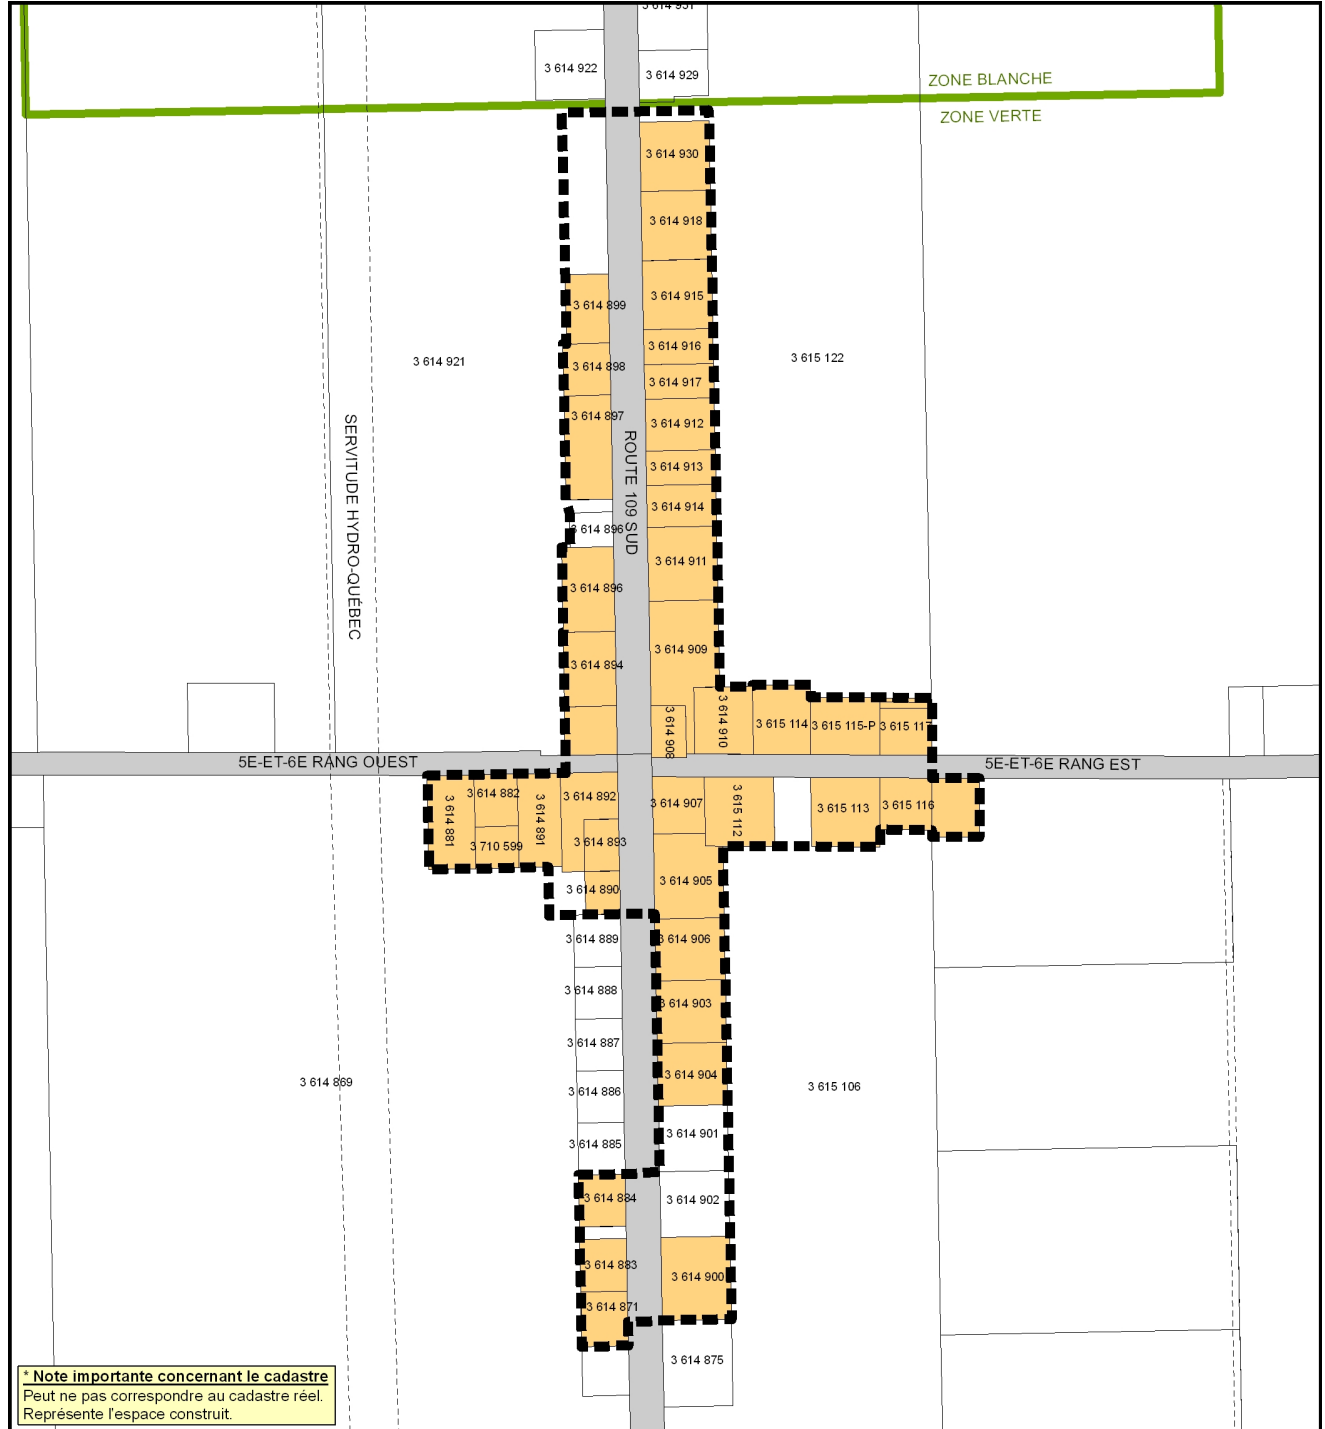 3 614 922
3 614 929
ZONE BLANCHE
ZONE VERTE
3 614 930
3 614 918
3 614 915
3 614 899
3 614 916
3 614 921
3 614 898
3 615 122
3 614 917
3 614 897
3 614 912
3 614 913
SERVITUDE HYDRO-QUÉBEC
ROUTE 109 SUD
3 614 914
3 614 896
3 614 911
3 614 896
3 614 909
3 614 894
3 614 908
3 614 910
3 615 114
3 615 115-P
3 615 11
5E-ET-6E RANG OUEST
5E-ET-6E RANG EST
3 614 881
3 614 882
3 614 891
3 614 892
3 614 907
3 615 112
3 615 113
3 615 116
3 710 599
3 614 893
3 614 905
3 614 890
3 614 889
3 614 906
3 614 888
3 614 903
3 614 887
3 614 904
3 614 869
3 615 106
3 614 886
3 614 901
3 614 885
3 614 884
3 614 902
3 614 883
3 614 900
3 614 871
3 614 875
* Note importante concernant le cadastre
Peut ne pas correspondre au cadastre réel.
Représente l'espace construit.